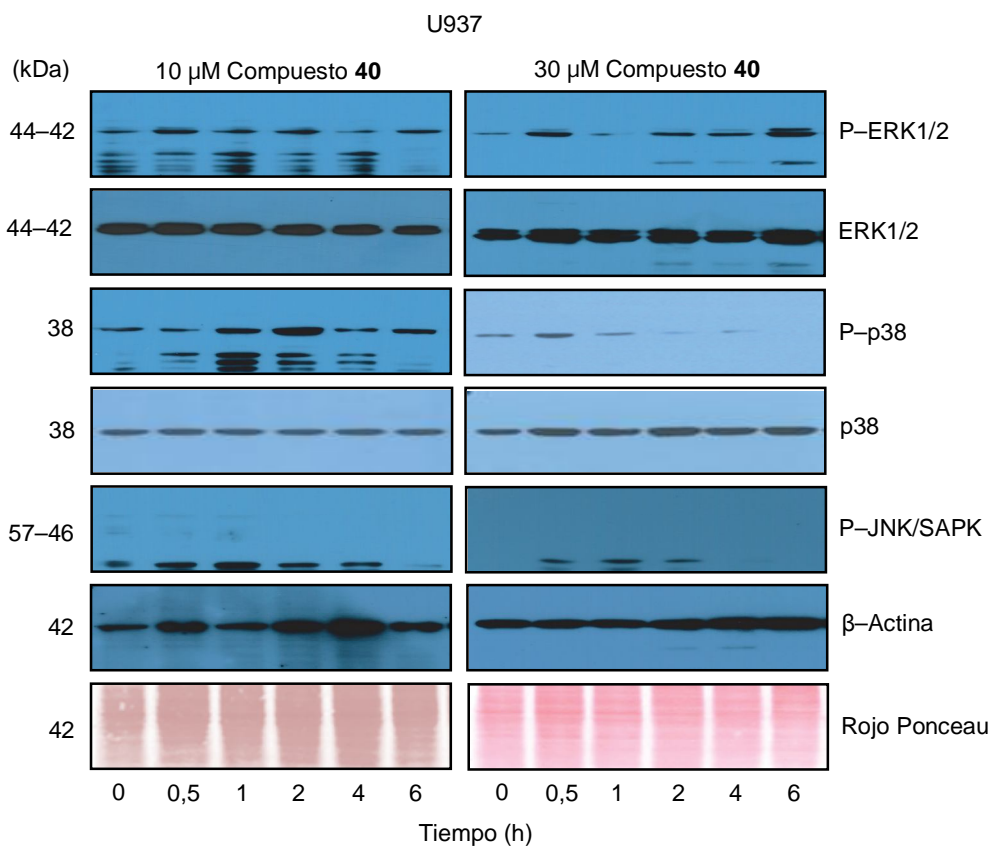 U937
(kDa)
10 µM Compuesto 40
30 µM Compuesto 40
44–42
P–ERK1/2
44–42
ERK1/2
38
P–p38
38
p38
57–46
P–JNK/SAPK
42
β–Actina
42
Rojo Ponceau
0 0,5 1 2 4 6 0 0,5 1 2 4 6
Tiempo (h)